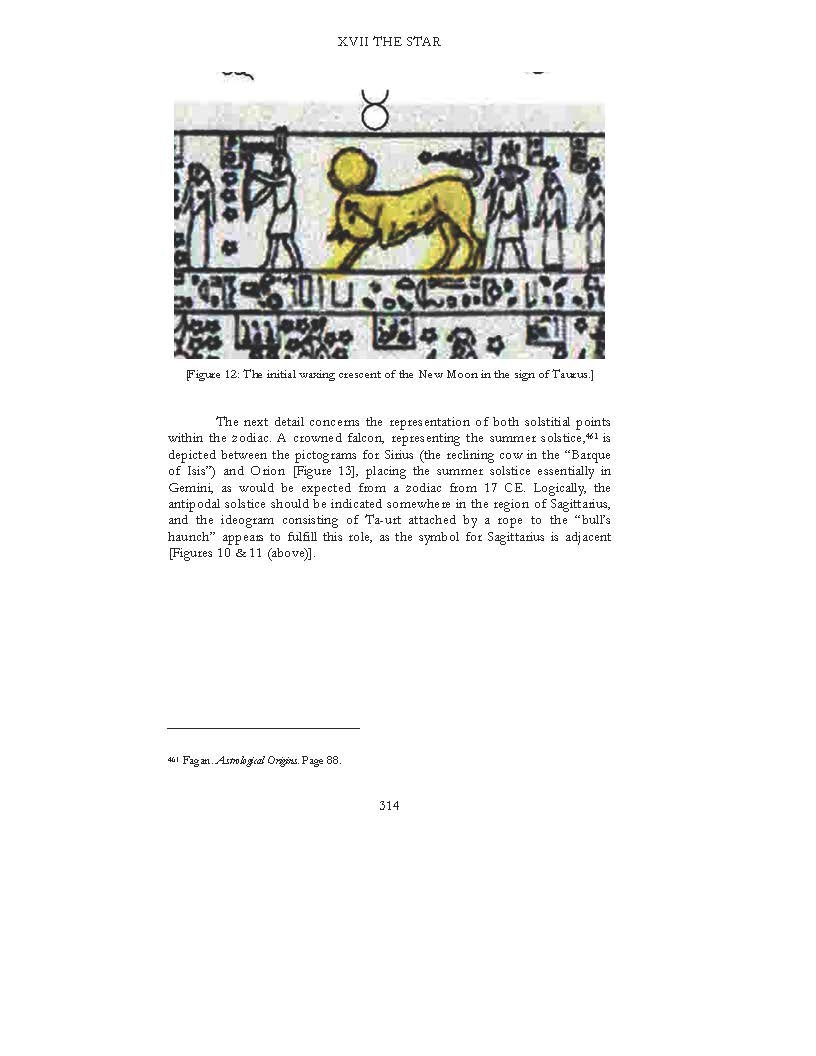 XVII THE STAR
♉
[Figure 12: The initial waxing crescent of the New Moon in the sign of Taurus.]
The next detail concerns the representation of both solstitial points
within the zodiac. A crowned falcon, representing the summer solstice,⁴⁶¹ is
depicted between the pictograms for Sirius (the reclining cow in the “Barque
of Isis”) and Orion [Figure 13], placing the summer solstice essentially in
Gemini, as would be expected from a zodiac from 17 CE. Logically, the
antipodal solstice should be indicated somewhere in the region of Sagittarius,
and the ideogram consisting of Ta-urt attached by a rope to the “bull’s
haunch” appears to fulfill this role, as the symbol for Sagittarius is adjacent
[Figures 10 & 11 (above)].
⁴⁶¹ Fagan. Astrological Origins. Page 88.
314